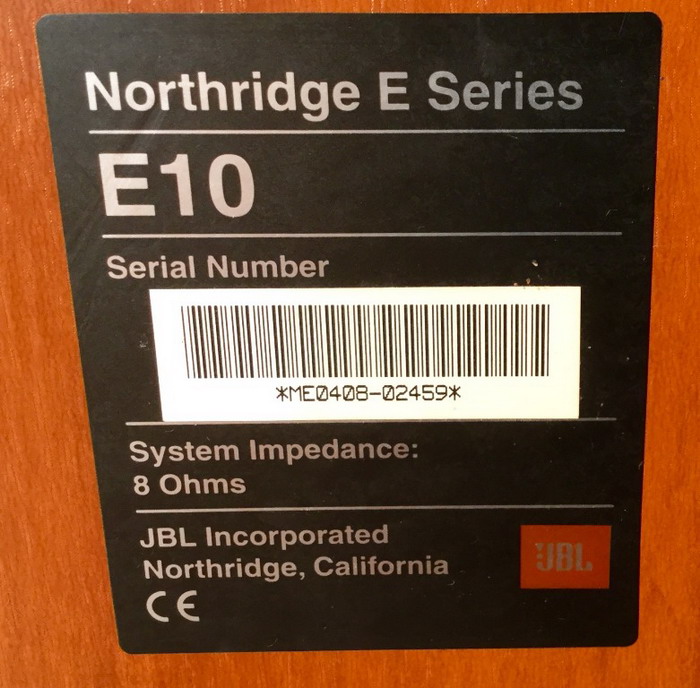 Northridge E Series
E10
Serial Number
*ME0408-02459*
System Impedance:
8 Ohms
JBL Incorporated
Northridge, California
JBL
CE